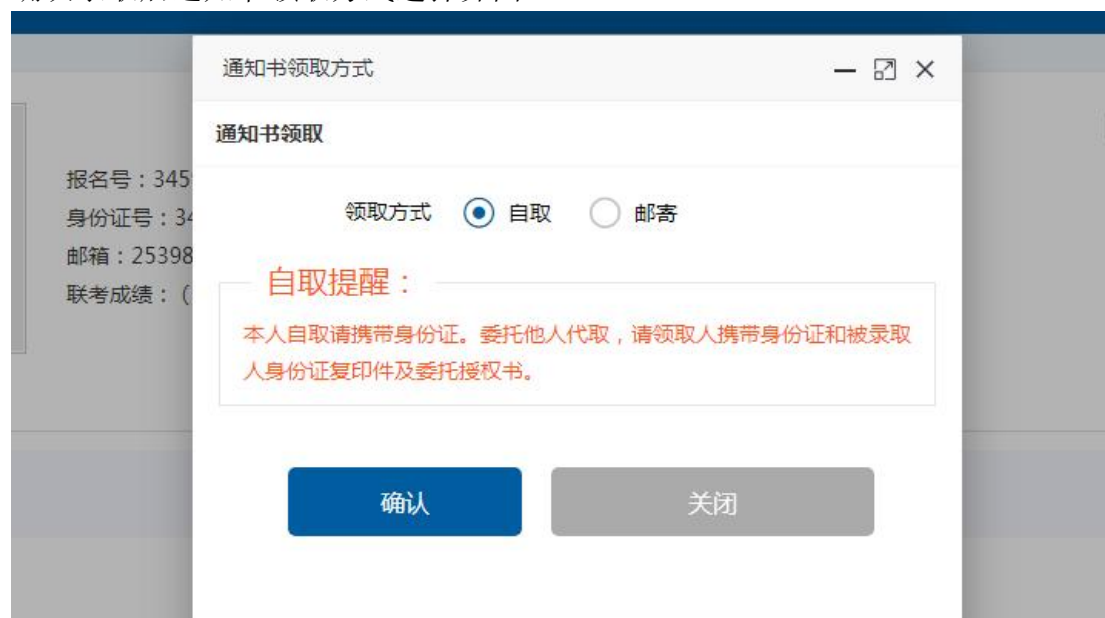 通知书领取方式
通知书领取
报名号：345
领取方式 自取 邮寄
身份证号：34
邮箱：25398
自取提醒：
联考成绩：（
本人自取请携带身份证。委托他人代取，请领取人携带身份证和被录取
人身份证复印件及委托授权书。
确认 关闭